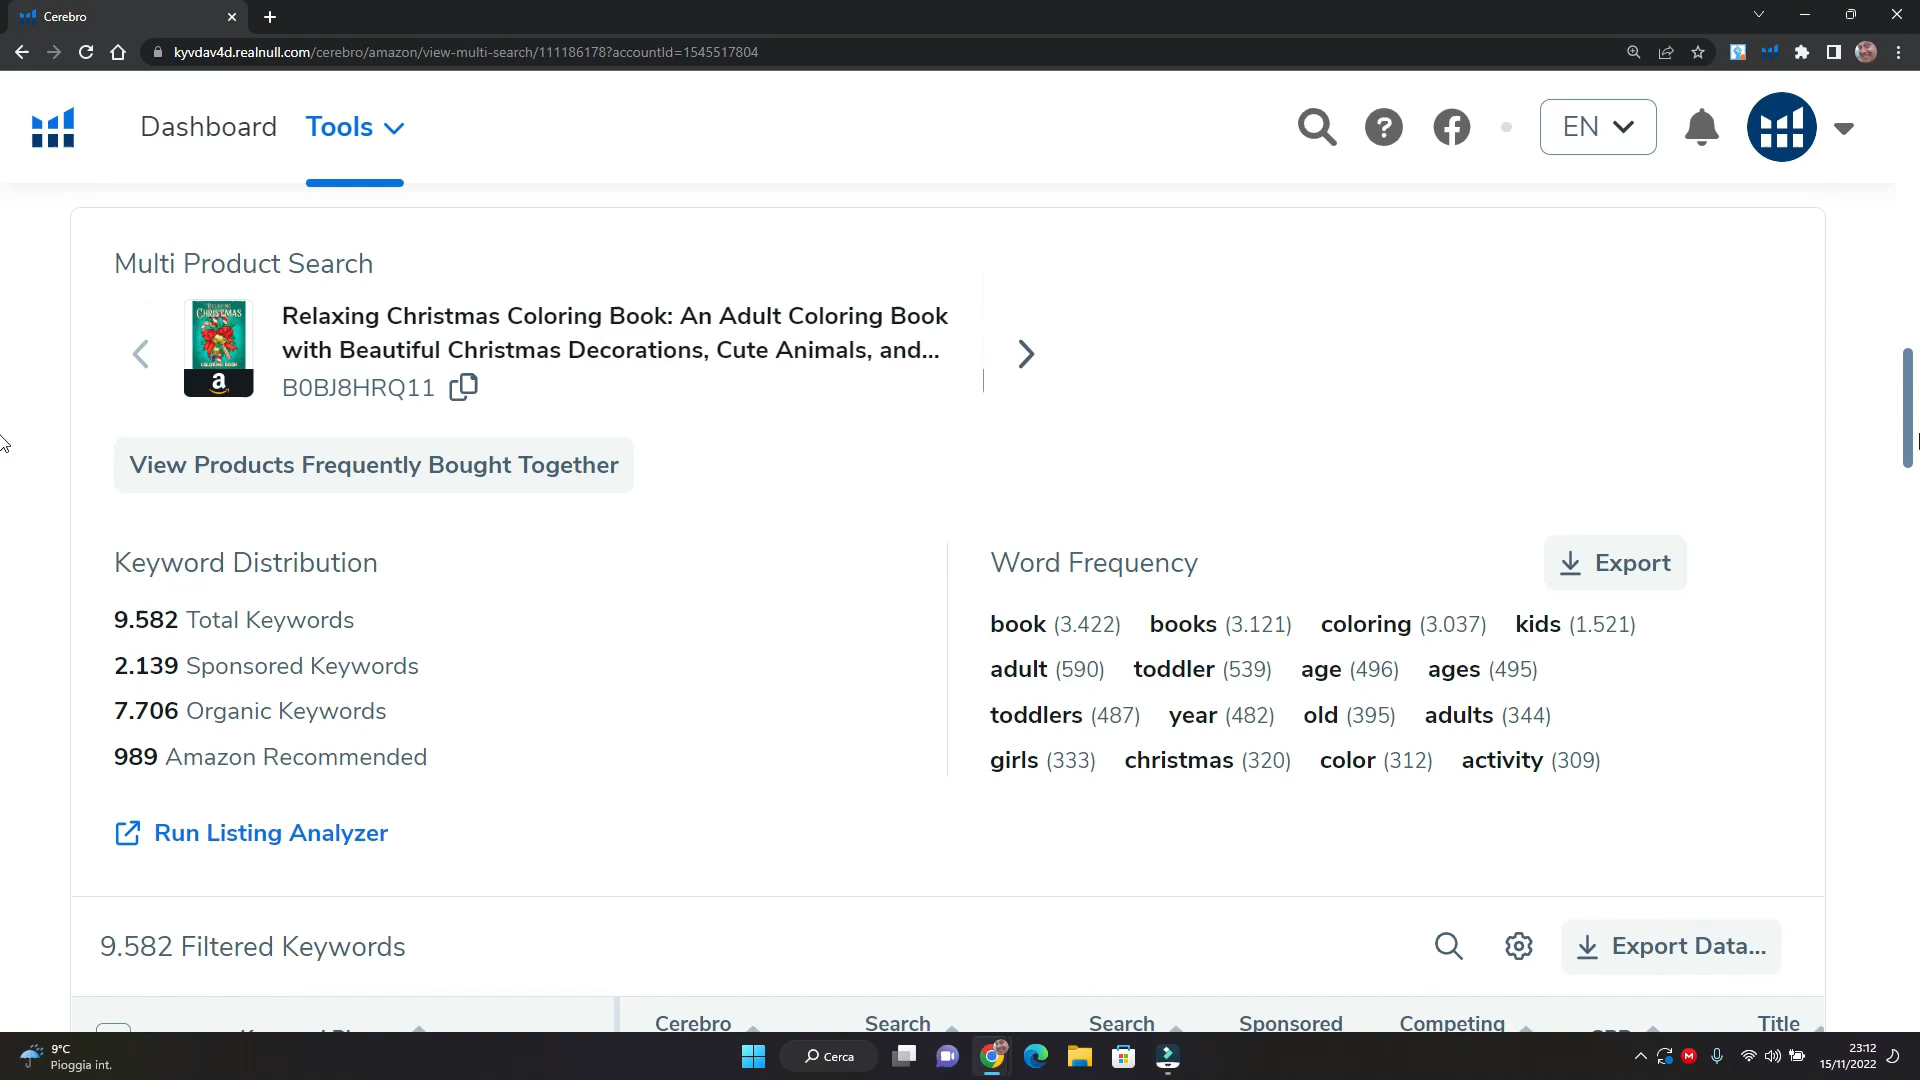 Cerebro
kyvdav4d.realnull.com/cerebro/amazon/view-multi-search/111186178?accountId=1545517804
Dashboard
Tools
EN
Multi Product Search
CHRISTMAS
COLORING BOOK
a
Relaxing Christmas Coloring Book: An Adult Coloring Book
with Beautiful Christmas Decorations, Cute Animals, and...
B0BJ8HRQ11
View Products Frequently Bought Together
Keyword Distribution
9.582 Total Keywords
2.139 Sponsored Keywords
7.706 Organic Keywords
989 Amazon Recommended
Run Listing Analyzer
Word Frequency
Export
book (3.422) books (3.121) coloring (3.037) kids (1.521)
adult (590) toddler (539) age (496) ages (495)
toddlers (487) year (482) old (395) adults (344)
girls (333) christmas (320) color (312) activity (309)
9.582 Filtered Keywords
Export Data...
Cerebro Search Search Sponsored Competing Title
9°C
Pioggia int.
Cerca
23:12
15/11/2022